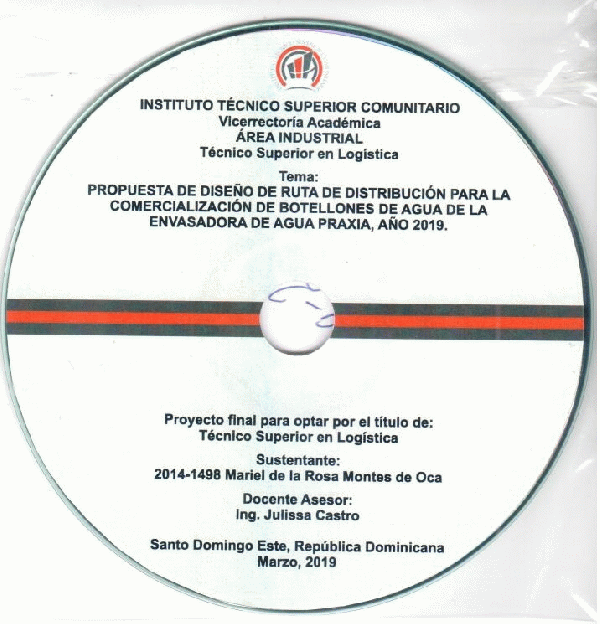 INSTITUTO TÉCNICO SUPERIOR COMUNITARIO
Vicerrectoría Académica
ÁREA INDUSTRIAL
Técnico Superior en Logística
Tema:
PROPUESTA DE DISEÑO DE RUTA DE DISTRIBUCIÓN PARA LA
COMERCIALIZACIÓN DE BOTELLONES DE AGUA DE LA
ENVASADORA DE AGUA PRAXIA, AÑO 2019.
Proyecto final para optar por el título de:
Técnico Superior en Logística
Sustentante:
2014-1498 Mariel de la Rosa Montes de Oca
Docente Asesor:
Ing. Julissa Castro
Santo Domingo Este, República Dominicana
Marzo, 2019